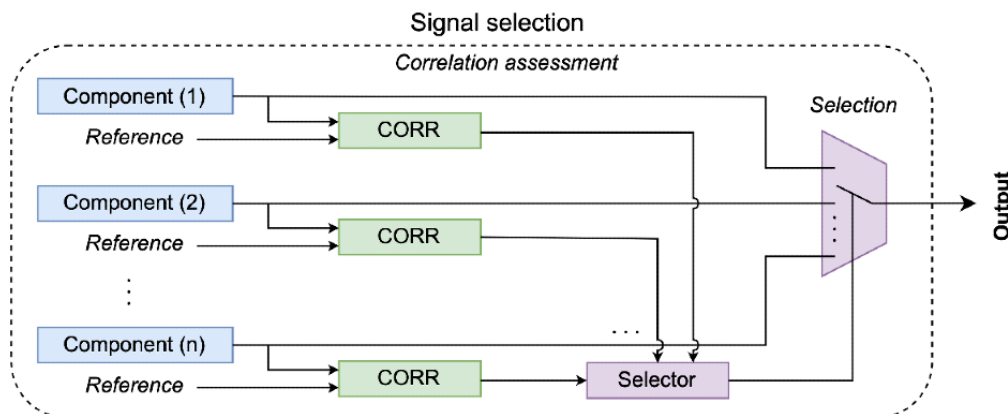 Signal selection
Correlation assessment
Component (1)
Selection
Reference
CORR
Component (2)
Reference
CORR
Output
Component (n)
Reference
CORR
Selector